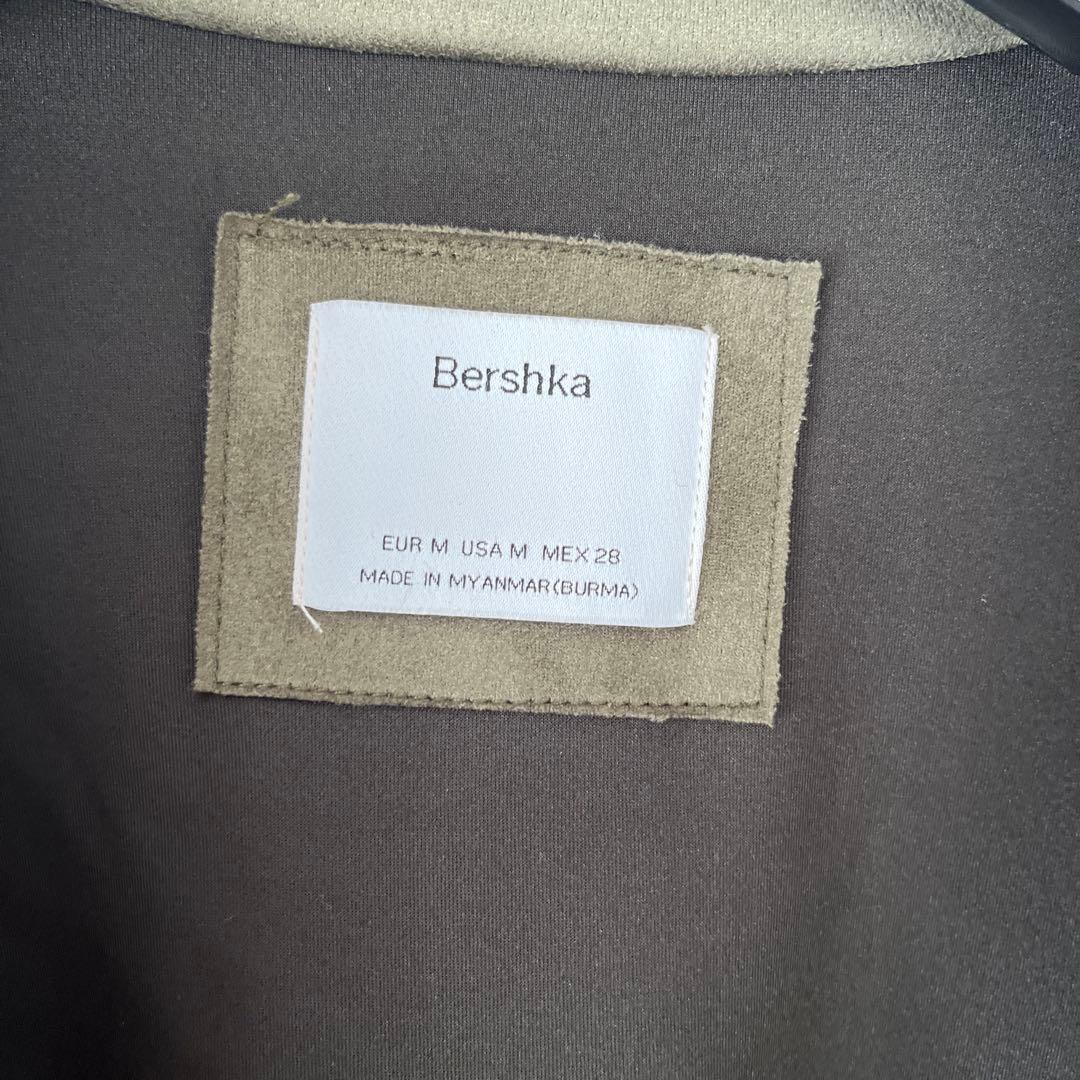 Bershka
EUR M USA M MEX 28
MADE IN MYANMAR(BURMA)